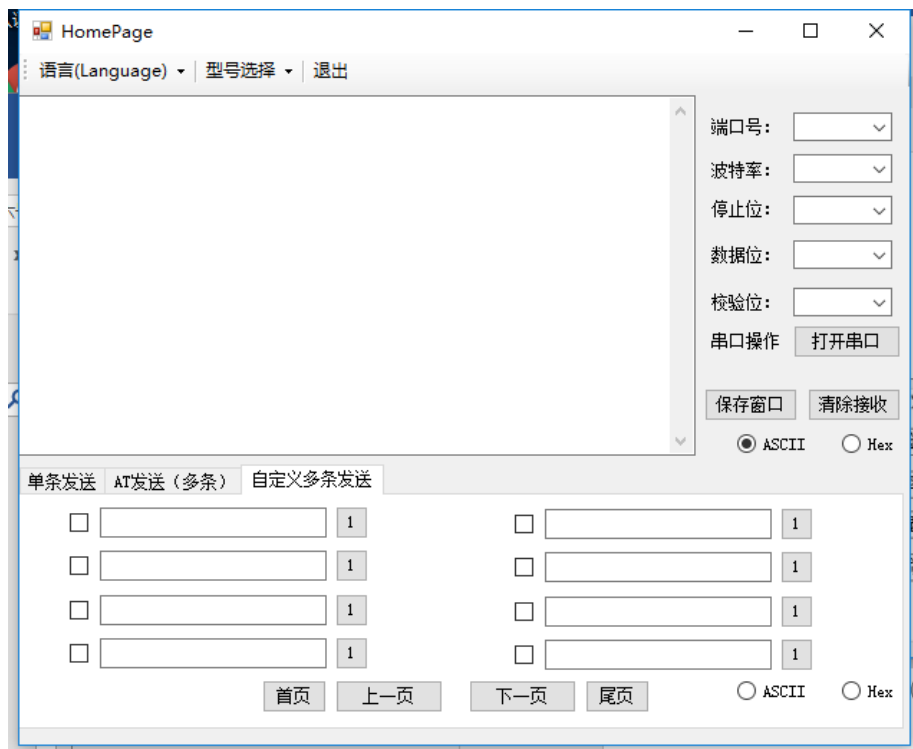 HomePage
语言(Language) 型号选择 退出
端口号：
波特率：
停止位：
数据位：
校验位：
串口操作 打开串口
保存窗口 清除接收
ASCII Hex
单条发送 AT发送（多条） 自定义多条发送
1 1
1 1
1 1
1 1
首页 上一页 下一页 尾页 ASCII Hex